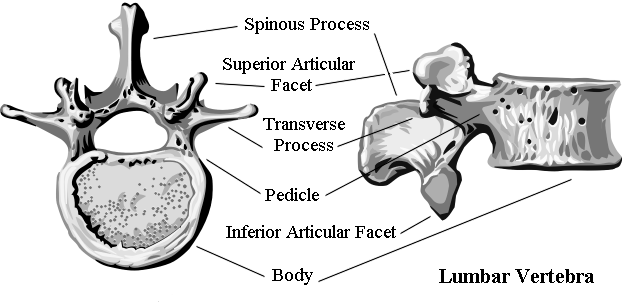 Spinous Process
Superior Articular
Facet
Transverse
Process
Pedicle
Inferior Articular Facet
Body
Lumbar Vertebra